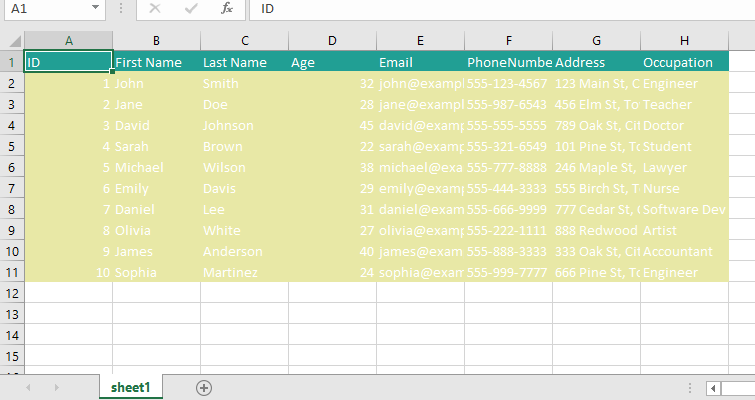 A1 fx ID
A B C D E F G H
1 ID First Name Last Name Age Email PhoneNumbe Address Occupation
2 1 John Smith 32 john@exampl 555-123-4567 123 Main St, C Engineer
3 2 Jane Doe 28 jane@exampl 555-987-6543 456 Elm St, To Teacher
4 3 David Johnson 45 david@examp 555-555-5555 789 Oak St, Cit Doctor
5 4 Sarah Brown 22 sarah@examp 555-321-6549 101 Pine St, To Student
6 5 Michael Wilson 38 michael@exa 555-777-8888 246 Maple St, Lawyer
7 6 Emily Davis 29 emily@examp 555-444-3333 555 Birch St, T Nurse
8 7 Daniel Lee 31 daniel@exam 555-666-9999 777 Cedar St, Software Dev
9 8 Olivia White 27 olivia@examp 555-222-1111 888 Redwood Artist
10 9 James Anderson 40 james@exam 555-888-3333 333 Oak St, Cit Accountant
11 10 Sophia Martinez 24 sophia@exam 555-999-7777 666 Pine St, To Engineer
12
13
14
15
sheet1